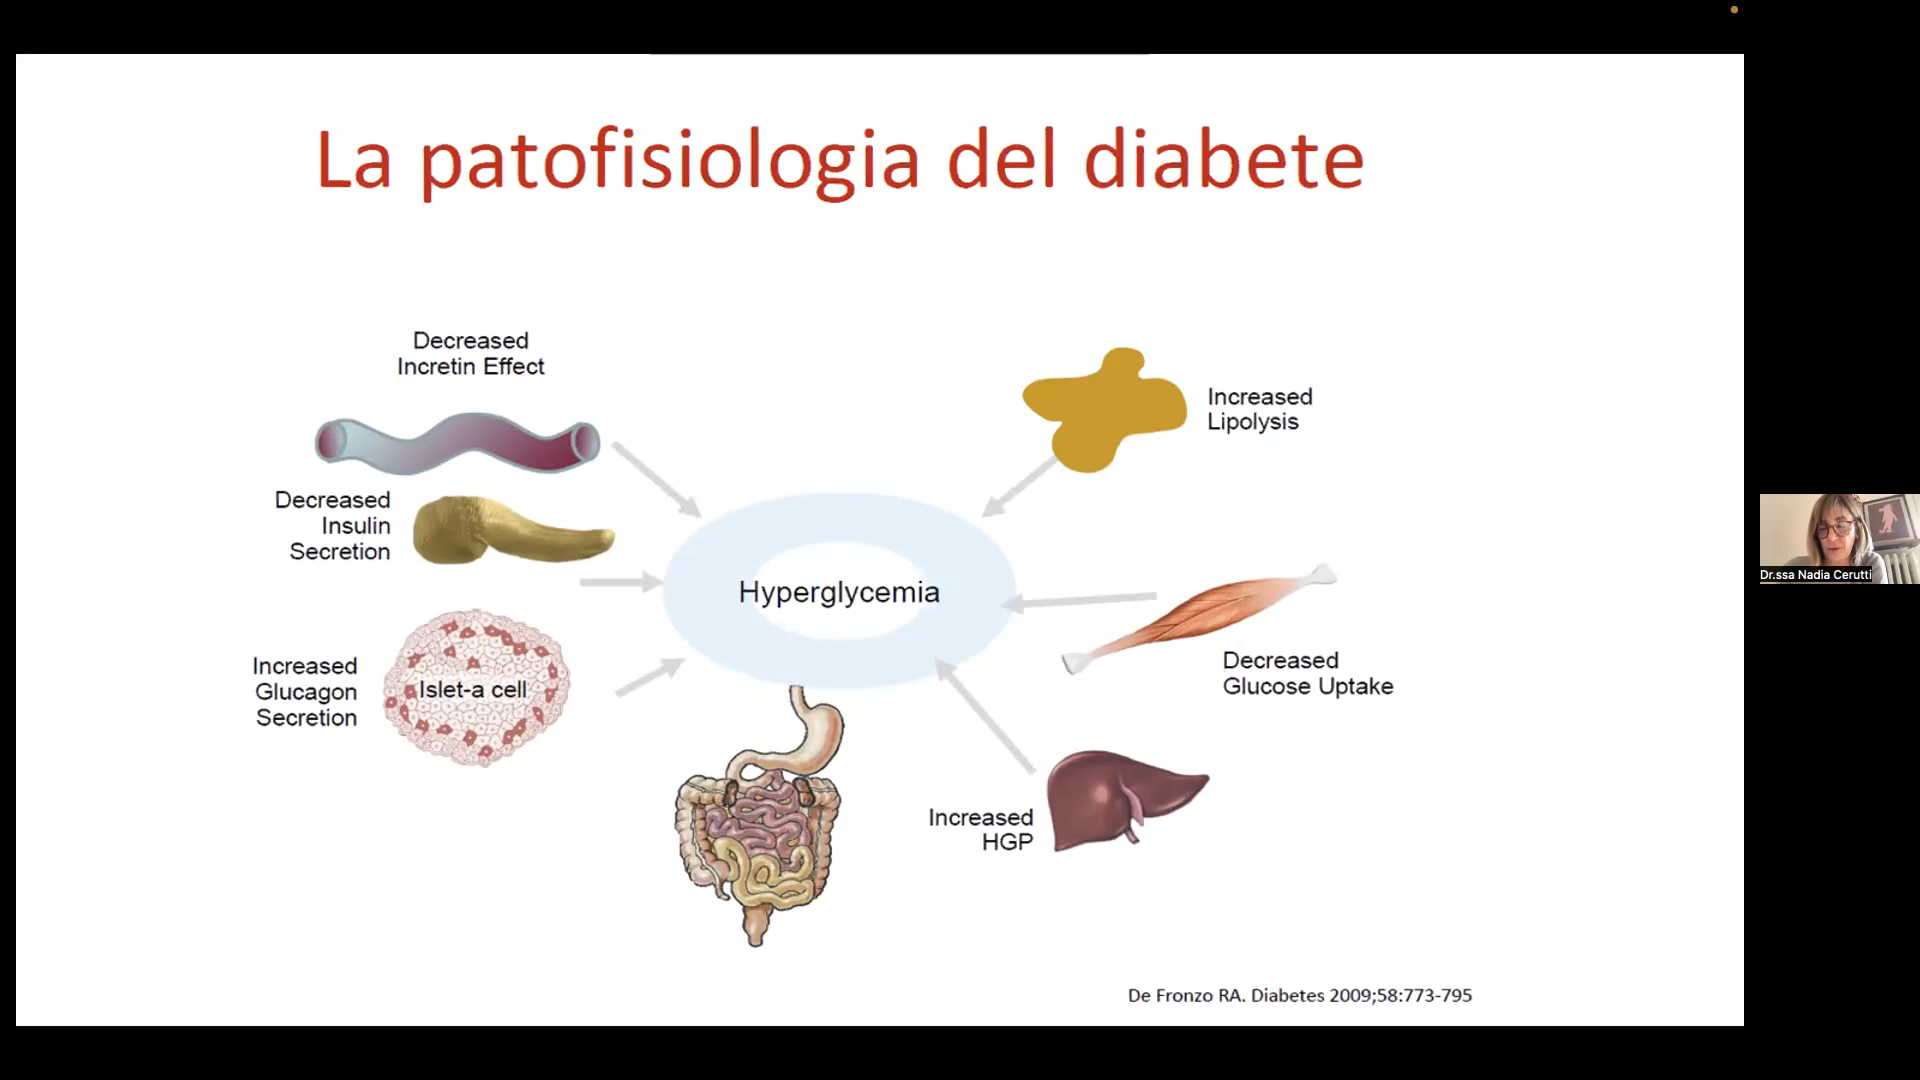 La patofisiologia del diabete
Decreased
Incretin Effect
Decreased
Insulin
Secretion
Increased
Glucagon
Secretion
Islet-a cell
Hyperglycemia
Increased
Lipolysis
Decreased
Glucose Uptake
Increased
HGP
De Fronzo RA. Diabetes 2009;58:773-795
Dr.ssa Nadia Cerutti